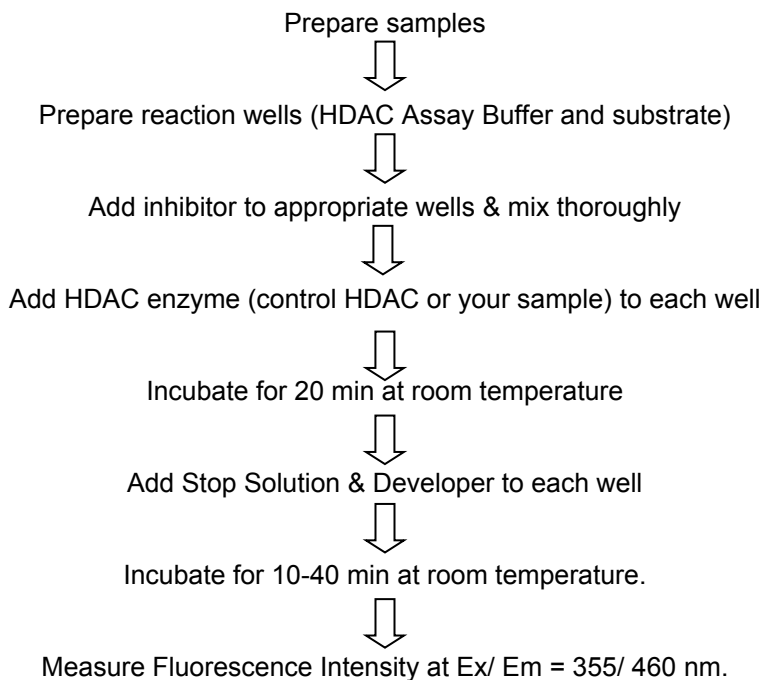 Prepare samples
Prepare reaction wells (HDAC Assay Buffer and substrate)
Add inhibitor to appropriate wells & mix thoroughly
Add HDAC enzyme (control HDAC or your sample) to each well
Incubate for 20 min at room temperature
Add Stop Solution & Developer to each well
Incubate for 10-40 min at room temperature.
Measure Fluorescence Intensity at Ex/ Em = 355/ 460 nm.